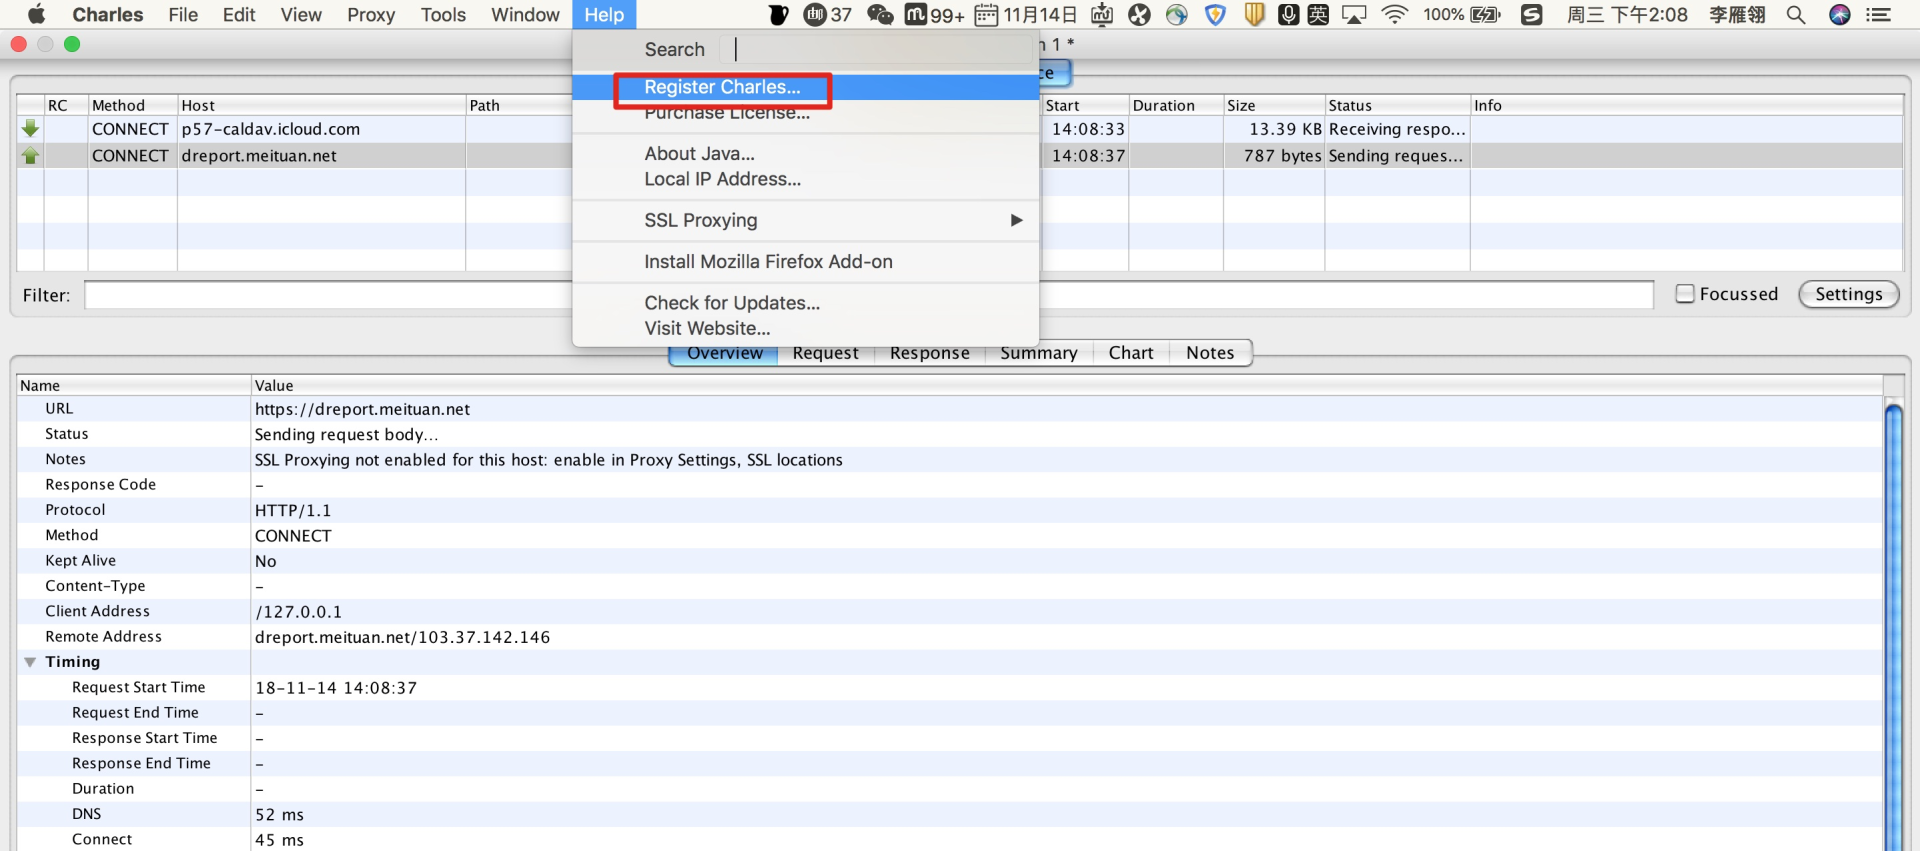 Charles File Edit View Proxy Tools Window Help 37 99+ 11月14日 英 100% 周三 下午2:08 李雁翎
Search
n 1 *
Register Charles...
ce
Purchase License...
About Java...
Local IP Address...
SSL Proxying
Install Mozilla Firefox Add-on
Check for Updates...
Visit Website...
RC Method Host Path Start Duration Size Status Info
CONNECT p57-caldav.icloud.com 14:08:33 13.39 KB Receiving respo...
CONNECT dreport.meituan.net 14:08:37 787 bytes Sending reques...
Filter: Focussed Settings
Overview Request Response Summary Chart Notes
Name Value
URL https://dreport.meituan.net
Status Sending request body...
Notes SSL Proxying not enabled for this host: enable in Proxy Settings, SSL locations
Response Code –
Protocol HTTP/1.1
Method CONNECT
Kept Alive No
Content-Type –
Client Address /127.0.0.1
Remote Address dreport.meituan.net/103.37.142.146
Timing
Request Start Time 18-11-14 14:08:37
Request End Time –
Response Start Time –
Response End Time –
Duration –
DNS 52 ms
Connect 45 ms